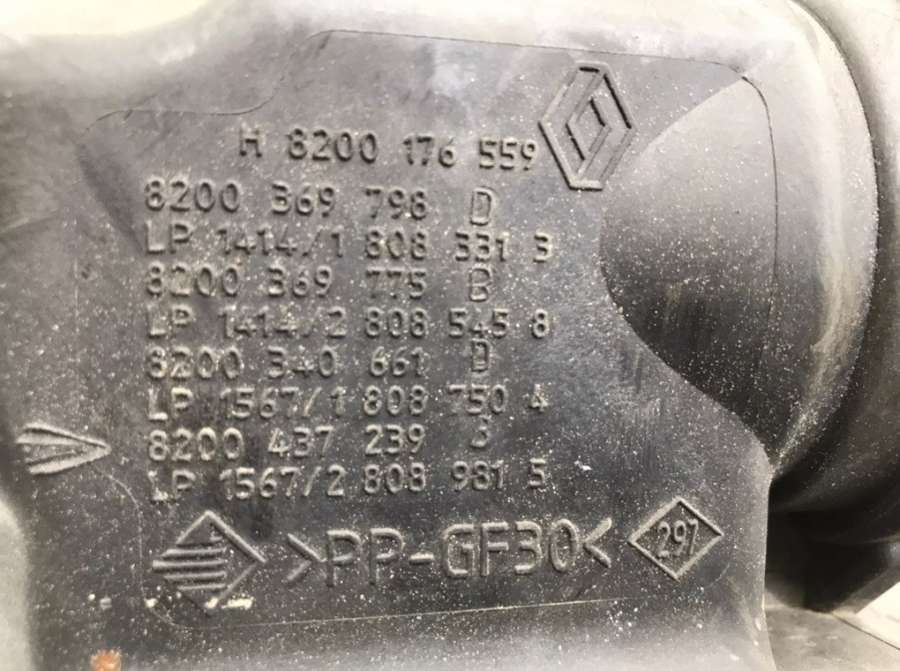 H 8200 176 559
8200 369 798 D
LP 1414/1 808 331 3
8200 369 775 B
LP 1414/2 808 545 8
8200 340 661 D
LP 1567/1 808 750 4
8200 437 239
LP 1567/2 808 981 5
>PP-GF30< 297